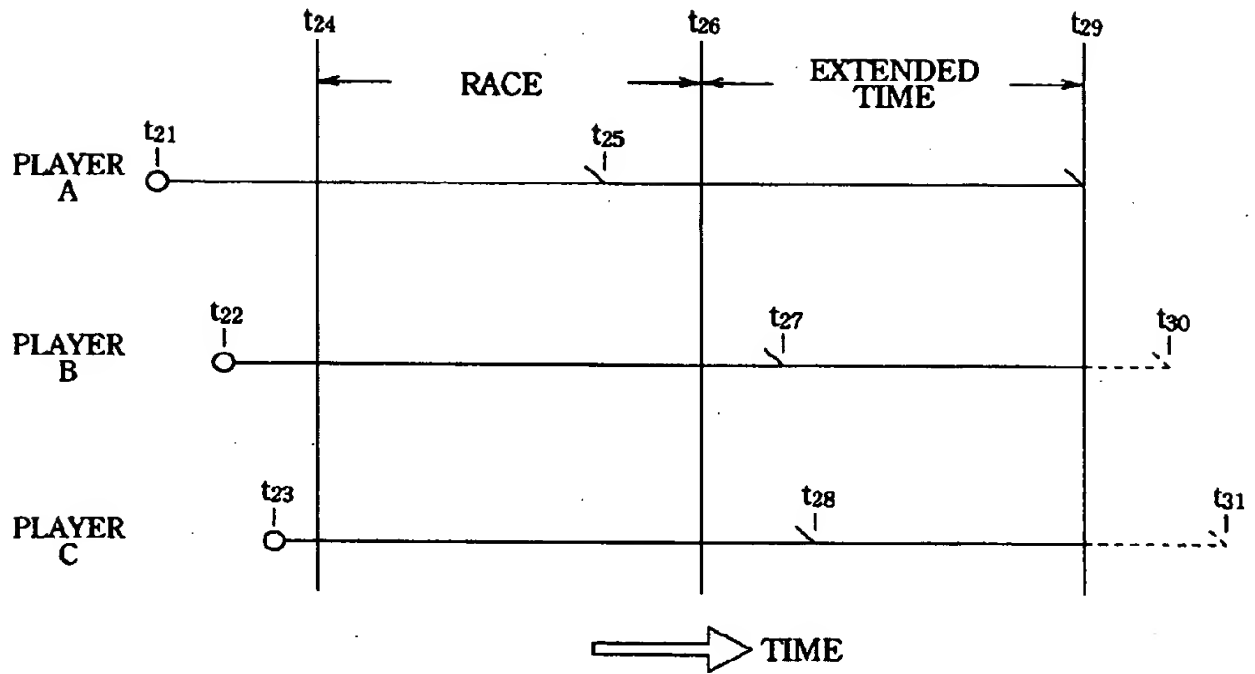 t24 t26 t29
RACE EXTENDED
TIME
t21 t25
PLAYER
A
t22 t27 t30
PLAYER
B
t23 t28 t31
PLAYER
C
TIME